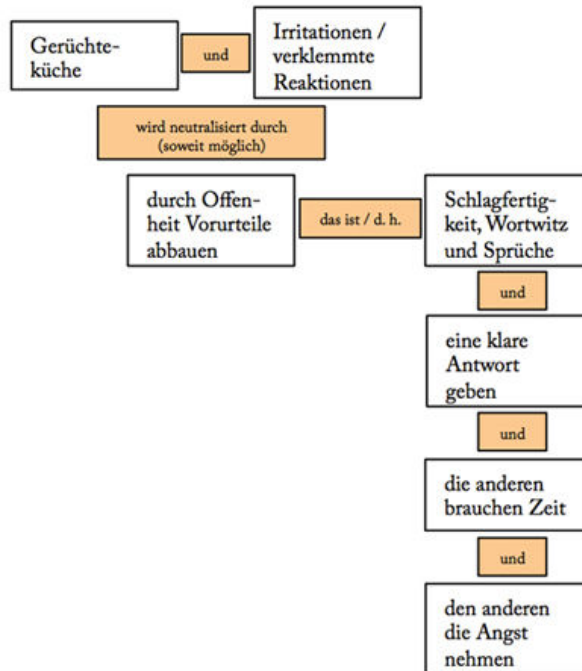 Gerüchte-
küche
und
Irritationen /
verklemmte
Reaktionen
wird neutralisiert durch
(soweit möglich)
durch Offen-
heit Vorurteile
abbauen
das ist / d. h.
Schlagfertig-
keit, Wortwitz
und Sprüche
und
eine klare
Antwort
geben
und
die anderen
brauchen Zeit
und
den anderen
die Angst
nehmen